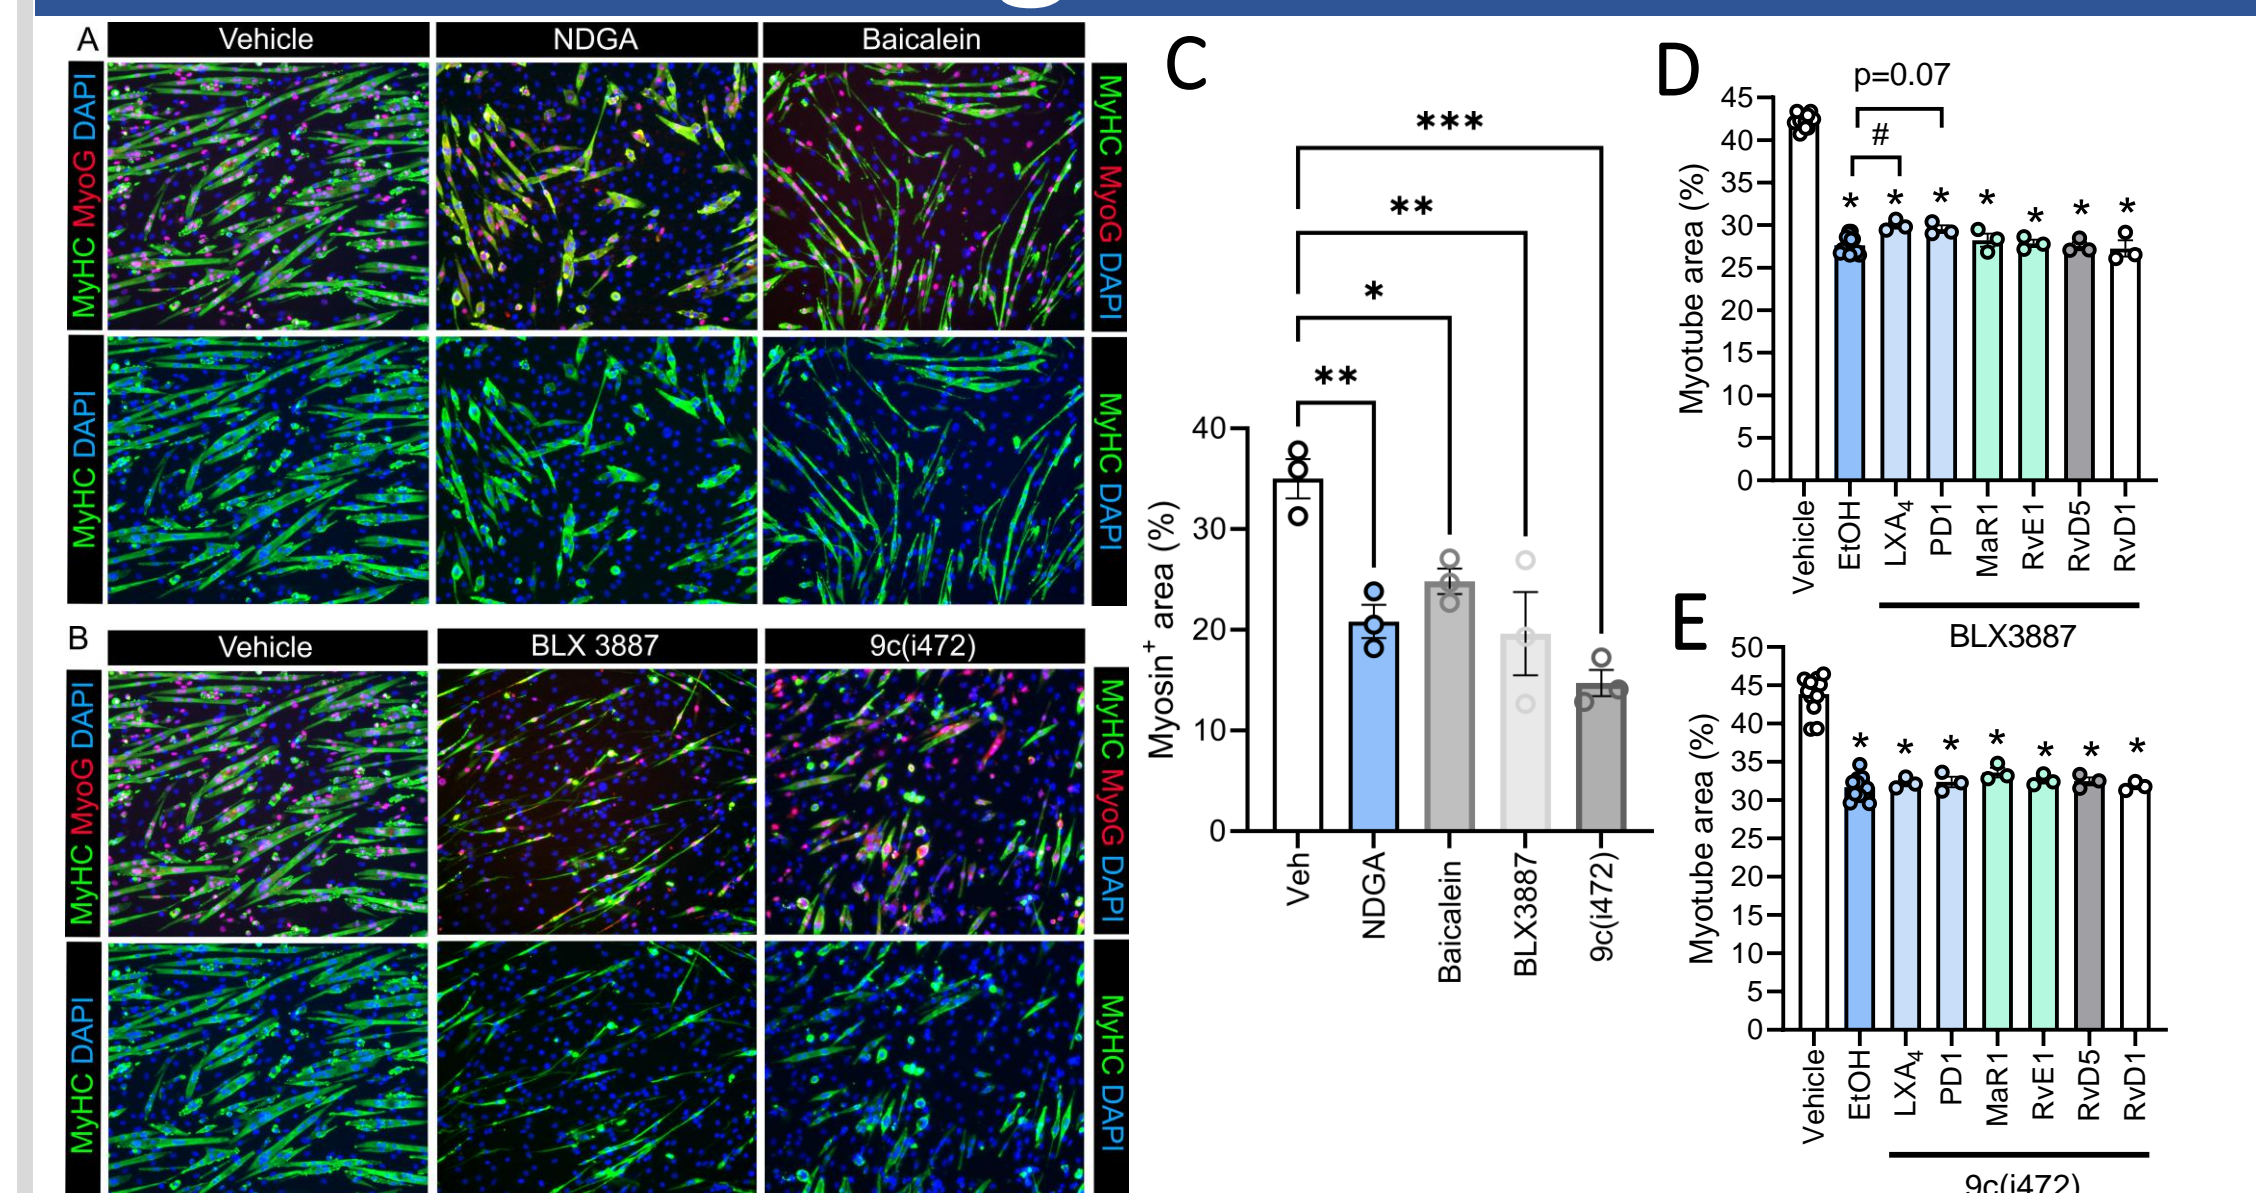 A
Vehicle
NDGA
Baicalein
MyHC MyoG DAPI
MyHC MyoG DAPI
MyHC DAPI
MyHC DAPI
B
Vehicle
BLX 3887
9c(i472)
MyHC MyoG DAPI
MyHC MyoG DAPI
MyHC DAPI
MyHC DAPI
C
***
**
*
**
Myosin+ area (%)
40
30
20
10
0
Veh
NDGA
Baicalein
BLX3887
9c(i472)
D
p=0.07
#
* * * * * * *
Myotube area (%)
45
40
35
30
25
20
15
10
5
0
Vehicle
EtOH
LXA4
PD1
MaR1
RvE1
RvD5
RvD1
BLX3887
E
* * * * * * *
Myotube area (%)
50
45
40
35
30
25
20
15
10
5
0
Vehicle
EtOH
LXA4
PD1
MaR1
RvE1
RvD5
RvD1
9c(i472)